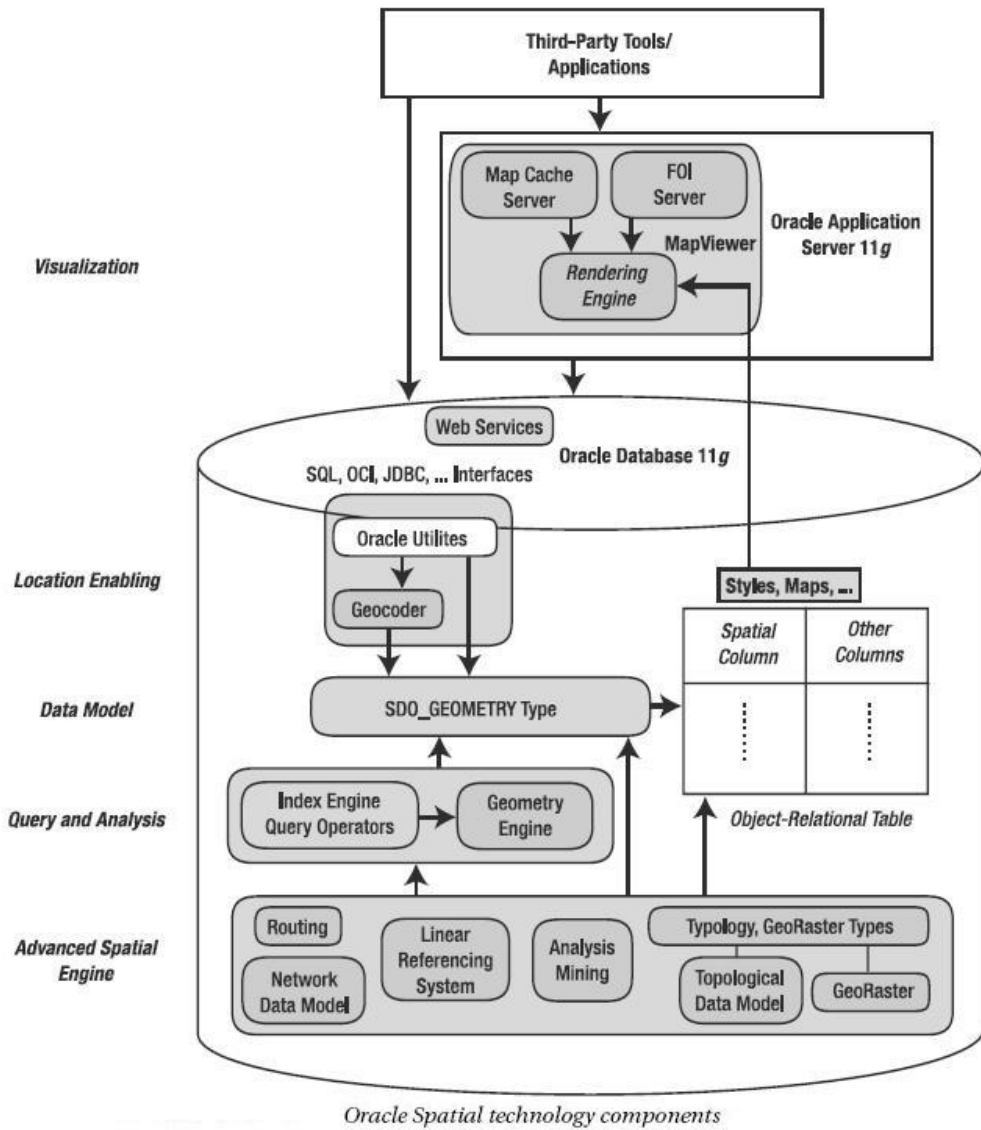 Third-Party Tools/
Applications
Map Cache
Server
FOI
Server
Oracle Application
Server 11g
MapViewer
Rendering
Engine
Visualization
Web Services
Oracle Database 11g
SQL, OCI, JDBC, ... Interfaces
Oracle Utilites
Location Enabling
Geocoder
Styles, Maps, ...
Spatial
Column
Other
Columns
Data Model
SDO_GEOMETRY Type
Index Engine
Query Operators
Geometry
Engine
Query and Analysis
Object-Relational Table
Advanced Spatial
Engine
Routing
Network
Data Model
Linear
Referencing
System
Analysis
Mining
Typology, GeoRaster Types
Topological
Data Model
GeoRaster
Oracle Spatial technology components